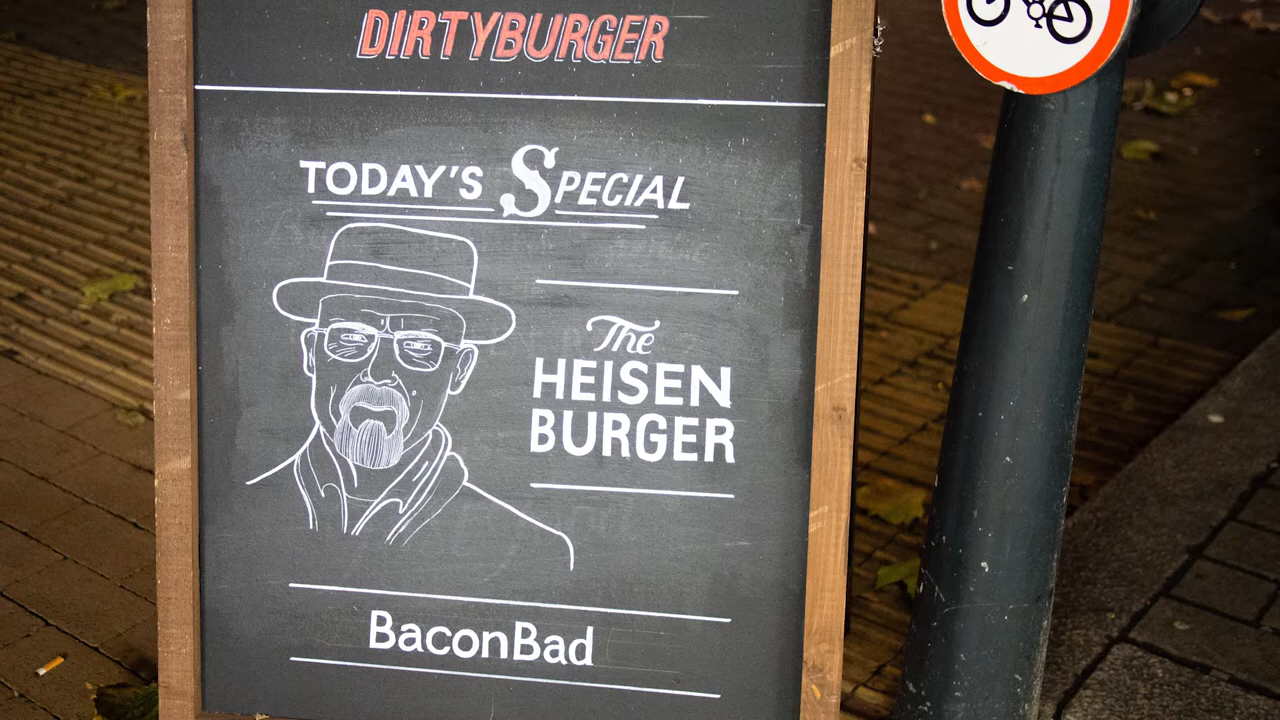 DIRTYBURGER
TODAY'S SPECIAL
The
HEISEN
BURGER
BaconBad